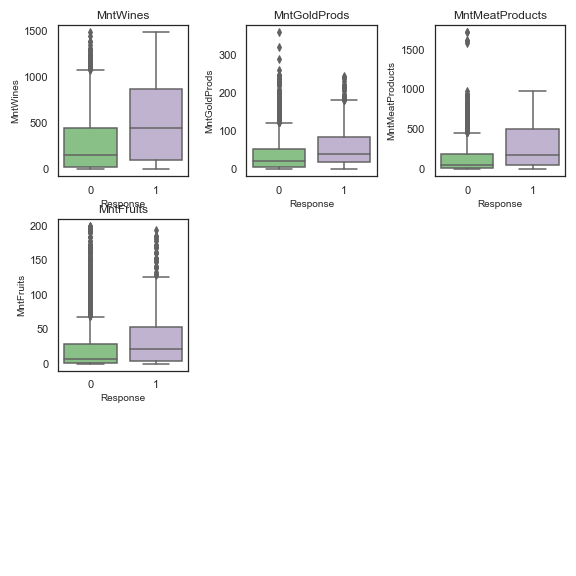 MntWines
1500
1000
500
0
MntWines
0 1
Response
MntGoldProds
300
200
100
0
MntGoldProds
0 1
Response
MntMeatProducts
1500
1000
500
0
MntMeatProducts
0 1
Response
MntFruits
200
150
100
50
0
MntFruits
0 1
Response